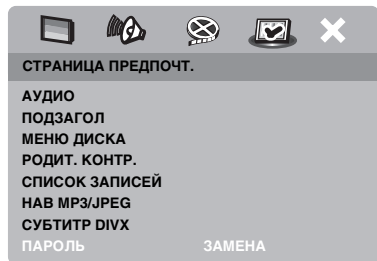 СТРАНИЦА ПРЕДПОЧТ.
АУДИО
ПОДЗАГОЛ
МЕНЮ ДИСКА
РОДИТ. КОНТР.
СПИСОК ЗАПИСЕЙ
НАВ MP3/JPEG
СУБТИТР DIVX
ПАРОЛЬ ЗАМЕНА